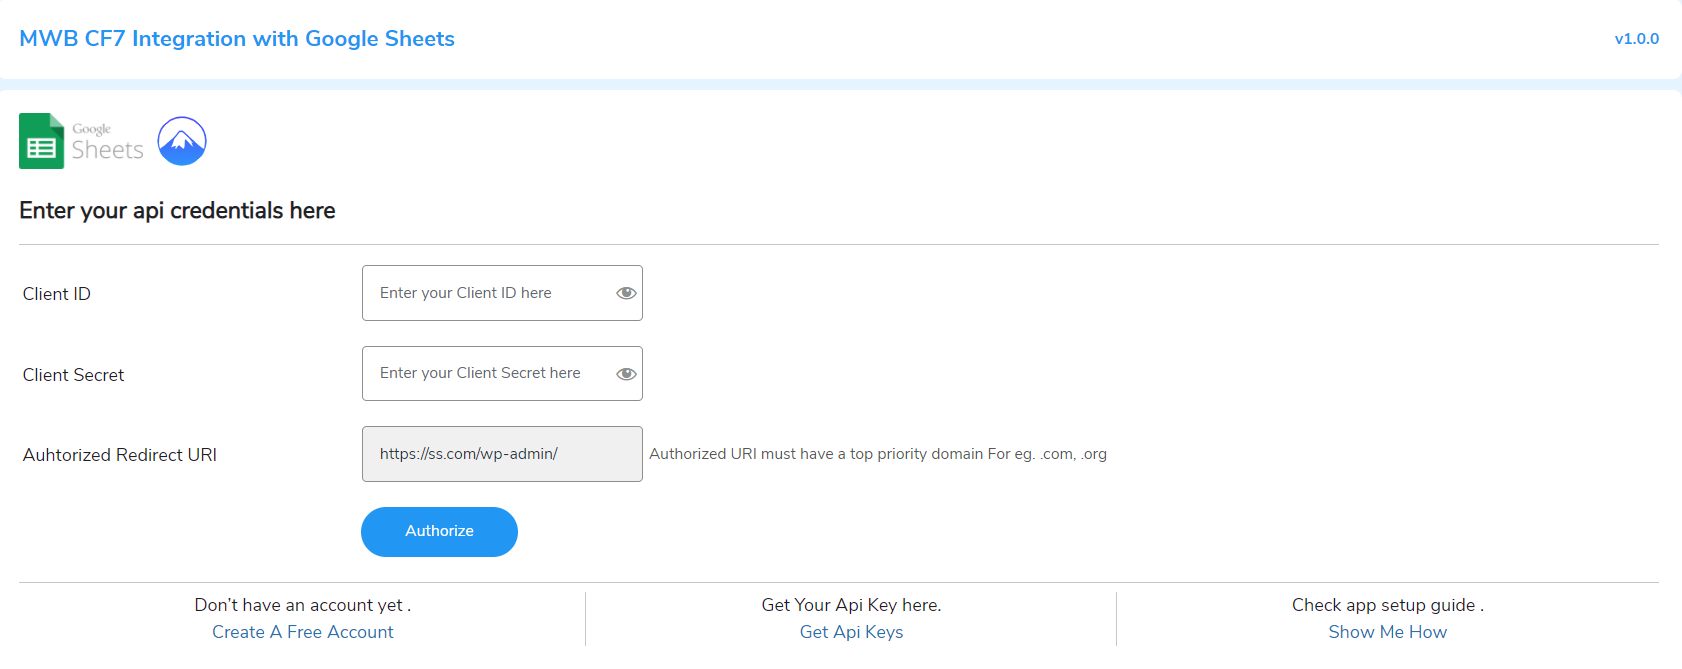 MWB CF7 Integration with Google Sheets
v1.0.0
Google
Sheets
Enter your api credentials here
Client ID
Enter your Client ID here
Client Secret
Enter your Client Secret here
Auhtorized Redirect URI
https://ss.com/wp-admin/
Authorized URI must have a top priority domain For eg. .com, .org
Authorize
Don't have an account yet .
Create A Free Account
Get Your Api Key here.
Get Api Keys
Check app setup guide .
Show Me How